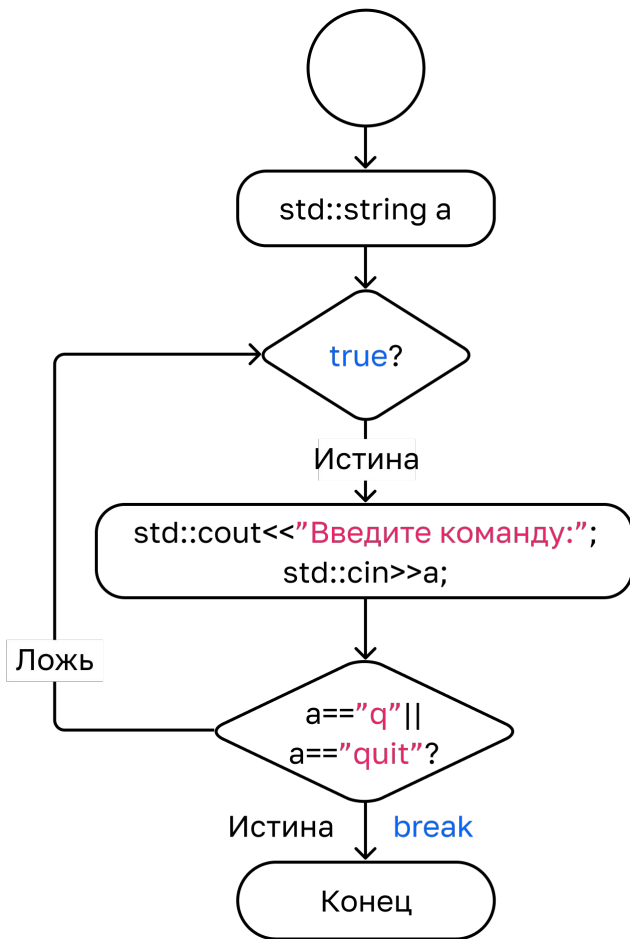 std::string a
true?
Истина
std::cout<<”Введите команду:”;
std::cin>>a;
Ложь
a==”q”||
a==”quit”?
Истина break
Конец